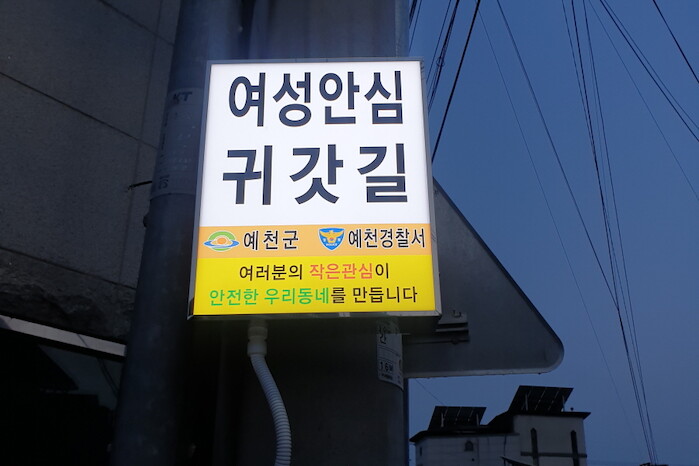 여성안심
귀갓길
예천군 예천경찰서
여러분의 작은관심이
안전한 우리동네를 만듭니다